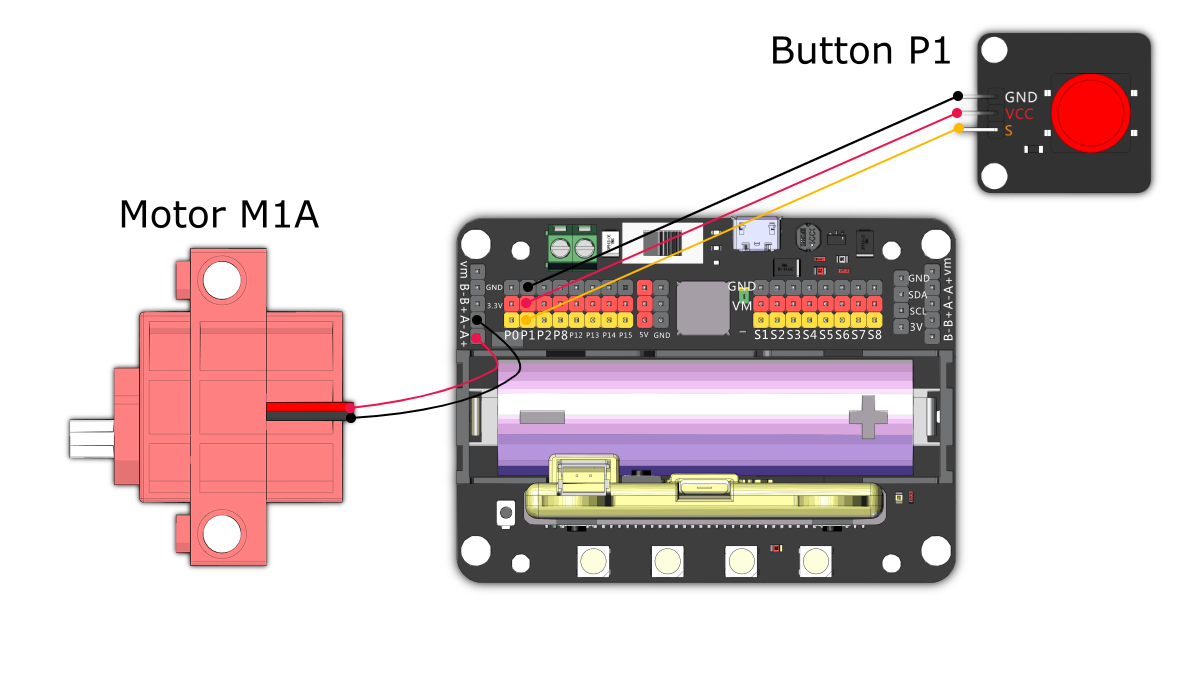 Button P1
GND
VCC
S
Motor M1A
vm B- B+ A- A+
GND
3.3V
P0 P1 P2 P8 P12 P13 P14 P15 5V GND
GND
VM
S1 S2 S3 S4 S5 S6 S7 S8
GND
SDA
SCL
3V
B- B+ A- A+ vm